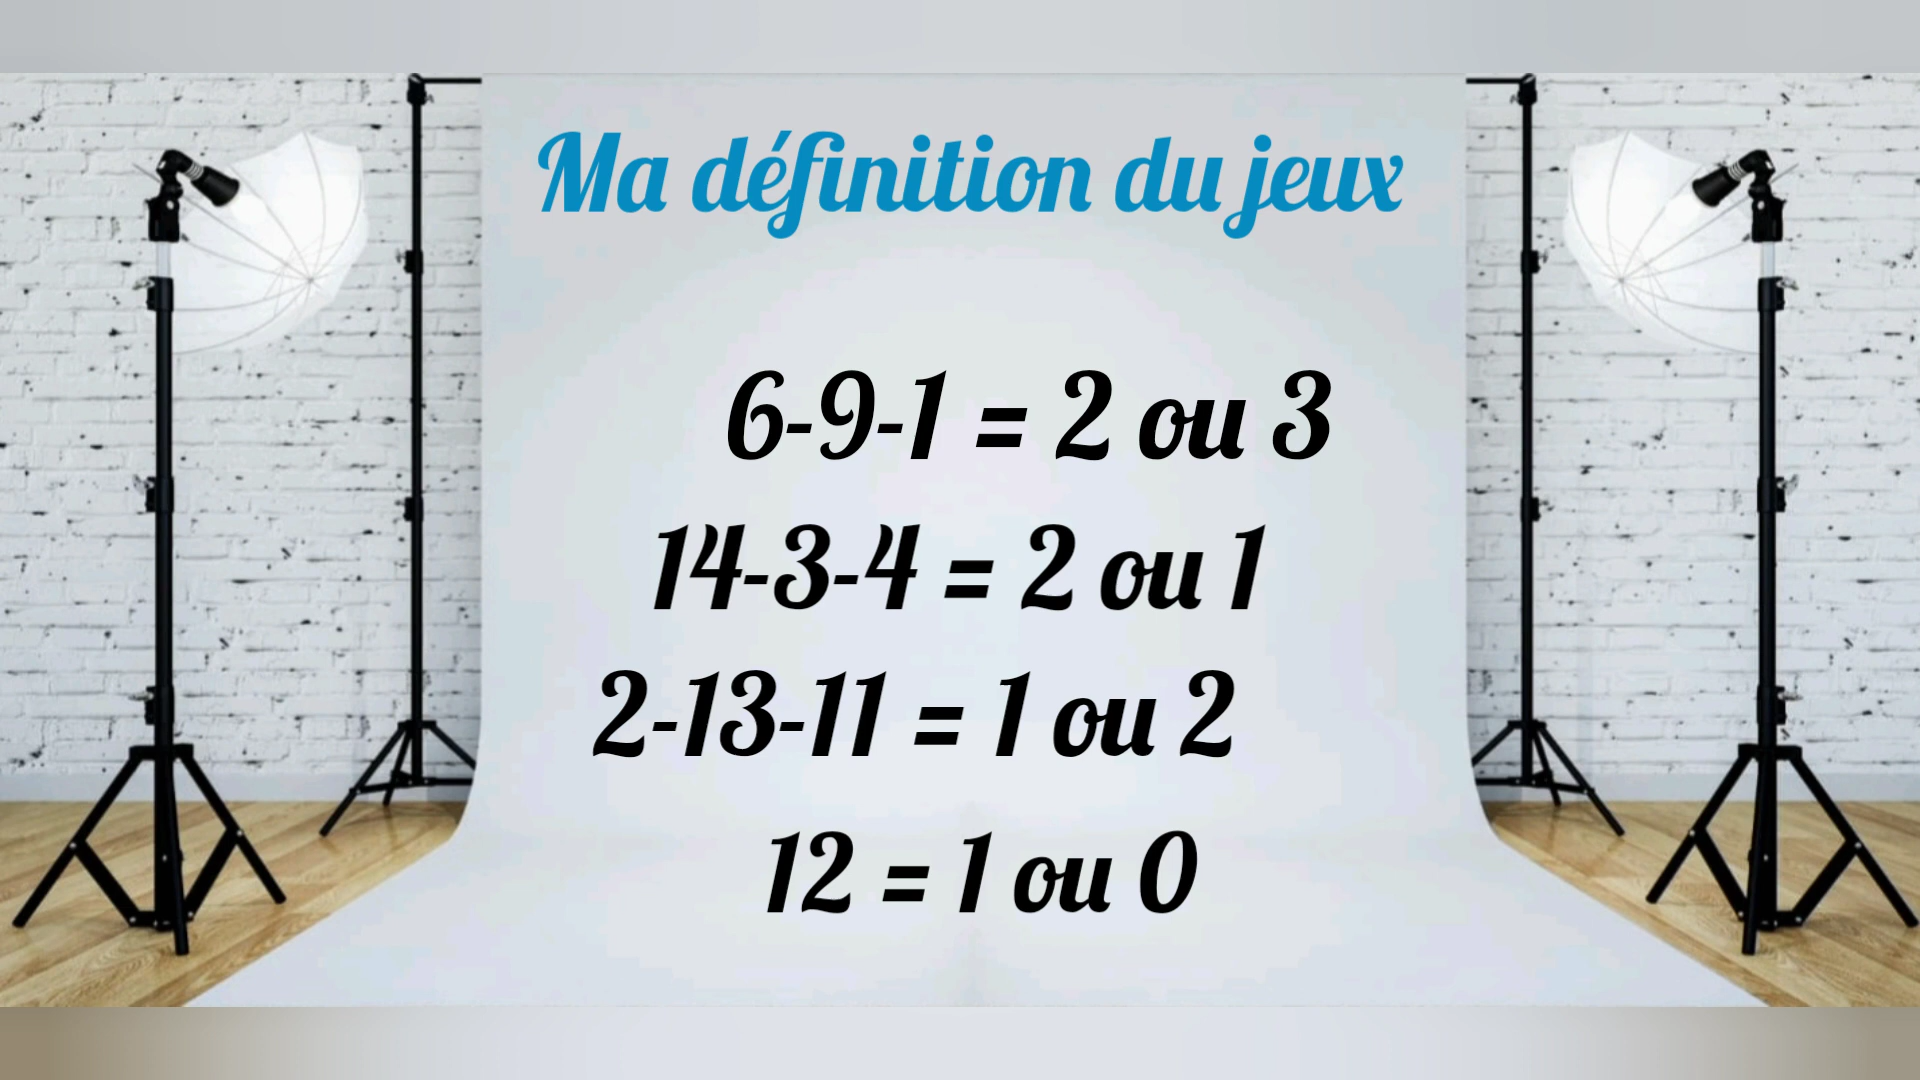 Ma définition du jeux
6-9-1 = 2 ou 3
14-3-4 = 2 ou 1
2-13-11 = 1 ou 2
12 = 1 ou 0